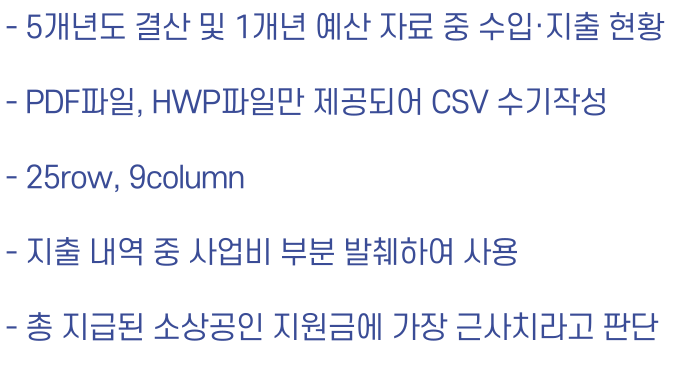 - 5개년도 결산 및 1개년 예산 자료 중 수입·지출 현황
- PDF파일, HWP파일만 제공되어 CSV 수기작성
- 25row, 9column
- 지출 내역 중 사업비 부분 발췌하여 사용
- 총 지급된 소상공인 지원금에 가장 근사치라고 판단